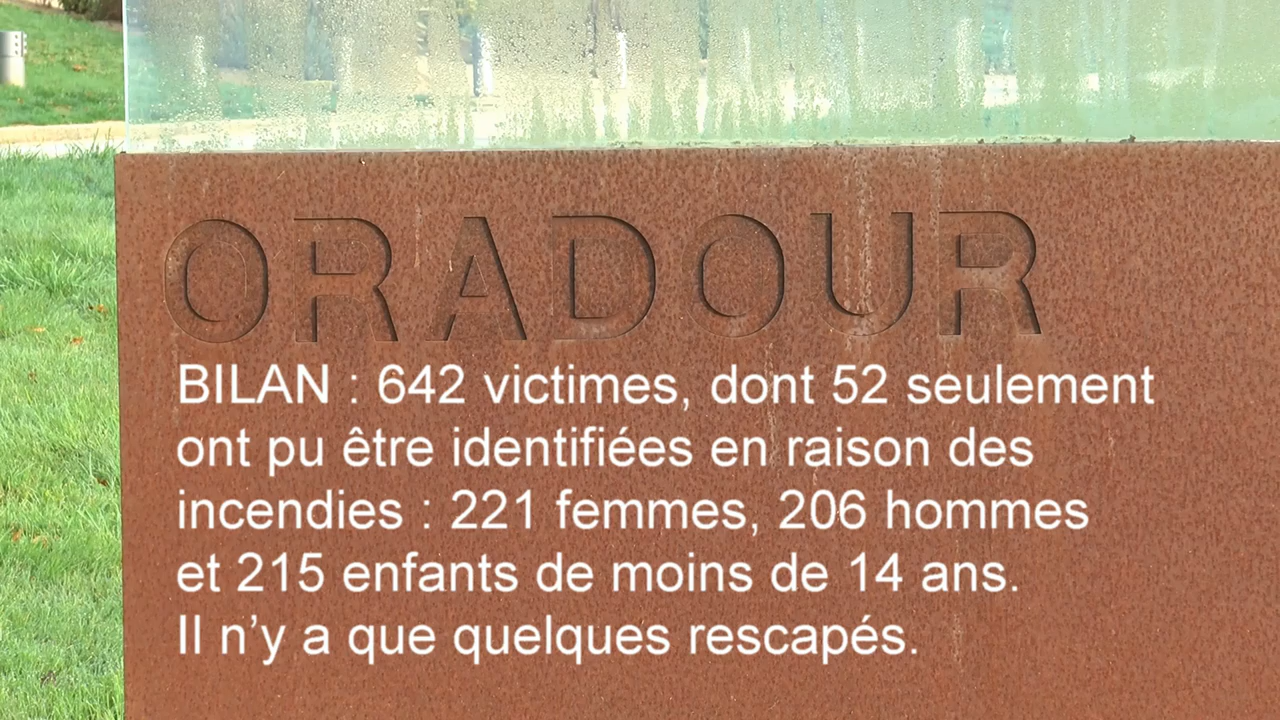 ORADOUR
BILAN : 642 victimes, dont 52 seulement
ont pu être identifiées en raison des
incendies : 221 femmes, 206 hommes
et 215 enfants de moins de 14 ans.
Il n’y a que quelques rescapés.